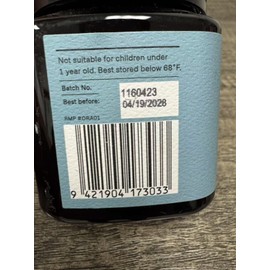 Not suitable for children under
1 year old. Best stored below 68°F.
Batch No. 1160423
Best before: 04/19/2028
RMP #DRA01
9 421904 173033